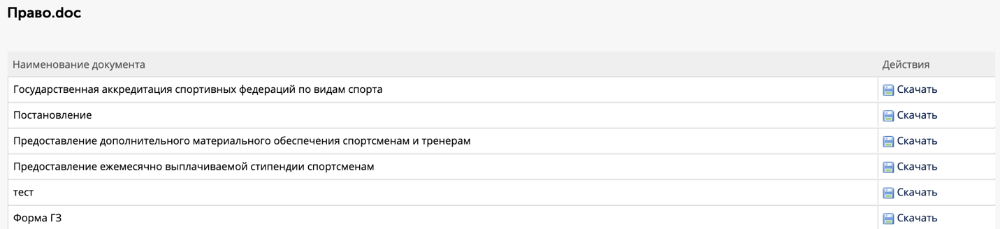 Право.doc
Наименование документа Действия
Государственная аккредитация спортивных федераций по видам спорта Скачать
Постановление Скачать
Предоставление дополнительного материального обеспечения спортсменам и тренерам Скачать
Предоставление ежемесячно выплачиваемой стипендии спортсменам Скачать
тест Скачать
Форма ГЗ Скачать